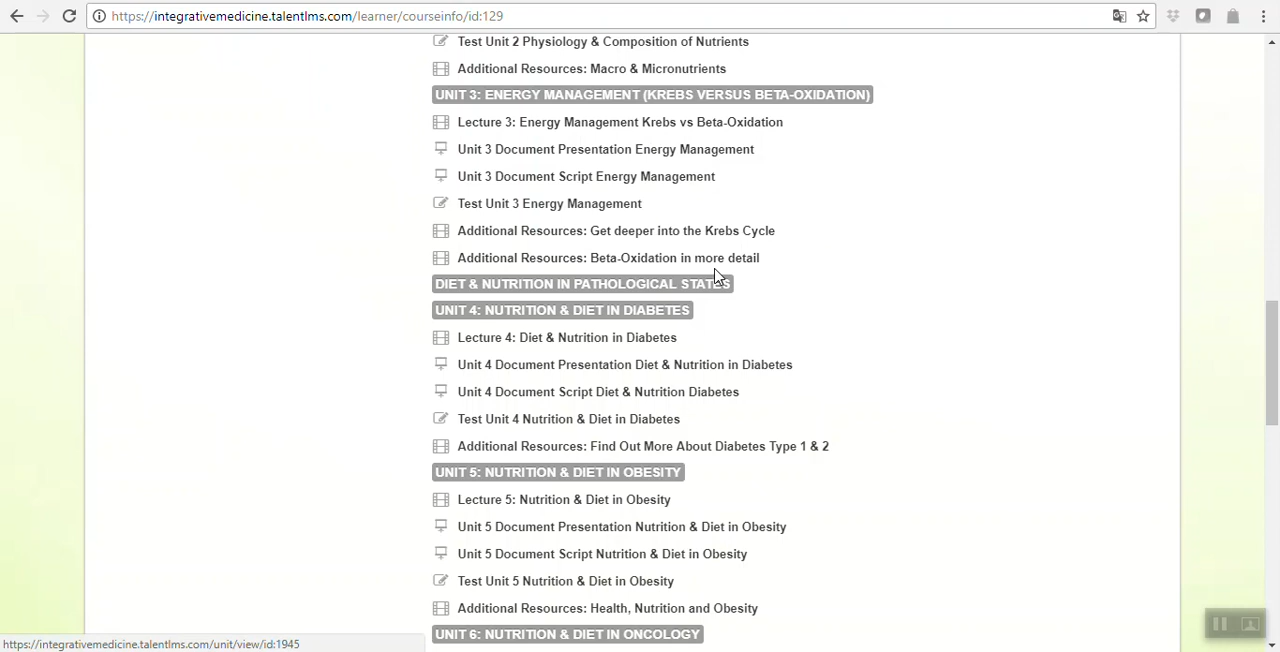 https://integrativemedicine.talentlms.com/learner/courseinfo/id:129
Test Unit 2 Physiology & Composition of Nutrients
Additional Resources: Macro & Micronutrients
UNIT 3: ENERGY MANAGEMENT (KREBS VERSUS BETA-OXIDATION)
Lecture 3: Energy Management Krebs vs Beta-Oxidation
Unit 3 Document Presentation Energy Management
Unit 3 Document Script Energy Management
Test Unit 3 Energy Management
Additional Resources: Get deeper into the Krebs Cycle
Additional Resources: Beta-Oxidation in more detail
DIET & NUTRITION IN PATHOLOGICAL STATES
UNIT 4: NUTRITION & DIET IN DIABETES
Lecture 4: Diet & Nutrition in Diabetes
Unit 4 Document Presentation Diet & Nutrition in Diabetes
Unit 4 Document Script Diet & Nutrition Diabetes
Test Unit 4 Nutrition & Diet in Diabetes
Additional Resources: Find Out More About Diabetes Type 1 & 2
UNIT 5: NUTRITION & DIET IN OBESITY
Lecture 5: Nutrition & Diet in Obesity
Unit 5 Document Presentation Nutrition & Diet in Obesity
Unit 5 Document Script Nutrition & Diet in Obesity
Test Unit 5 Nutrition & Diet in Obesity
Additional Resources: Health, Nutrition and Obesity
UNIT 6: NUTRITION & DIET IN ONCOLOGY
https://integrativemedicine.talentlms.com/unit/view/id:1945